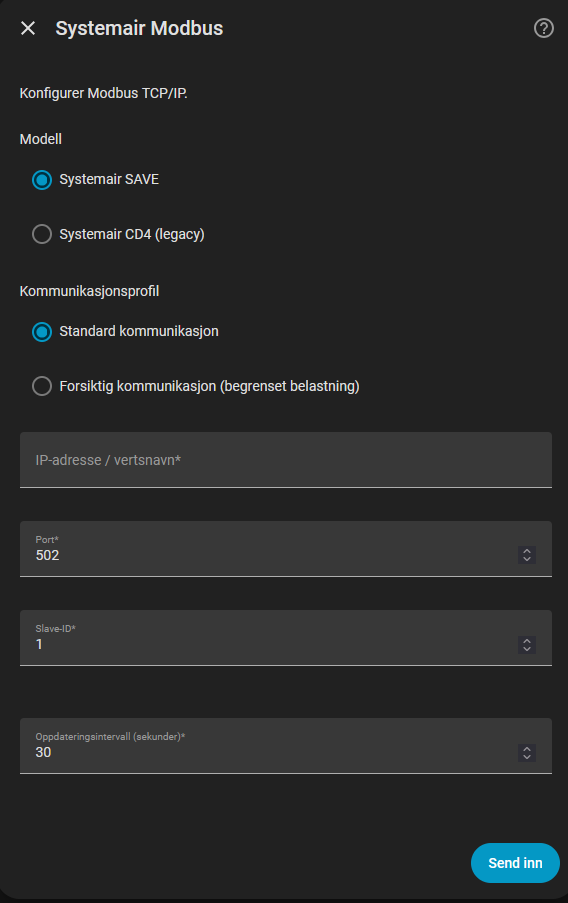 Systemair Modbus
Konfigurer Modbus TCP/IP.
Modell
Systemair SAVE
Systemair CD4 (legacy)
Kommunikasjonsprofil
Standard kommunikasjon
Forsiktig kommunikasjon (begrenset belastning)
IP-adresse / vertsnavn*
Port*
502
Slave-ID*
1
Oppdateringsintervall (sekunder)*
30
Send inn